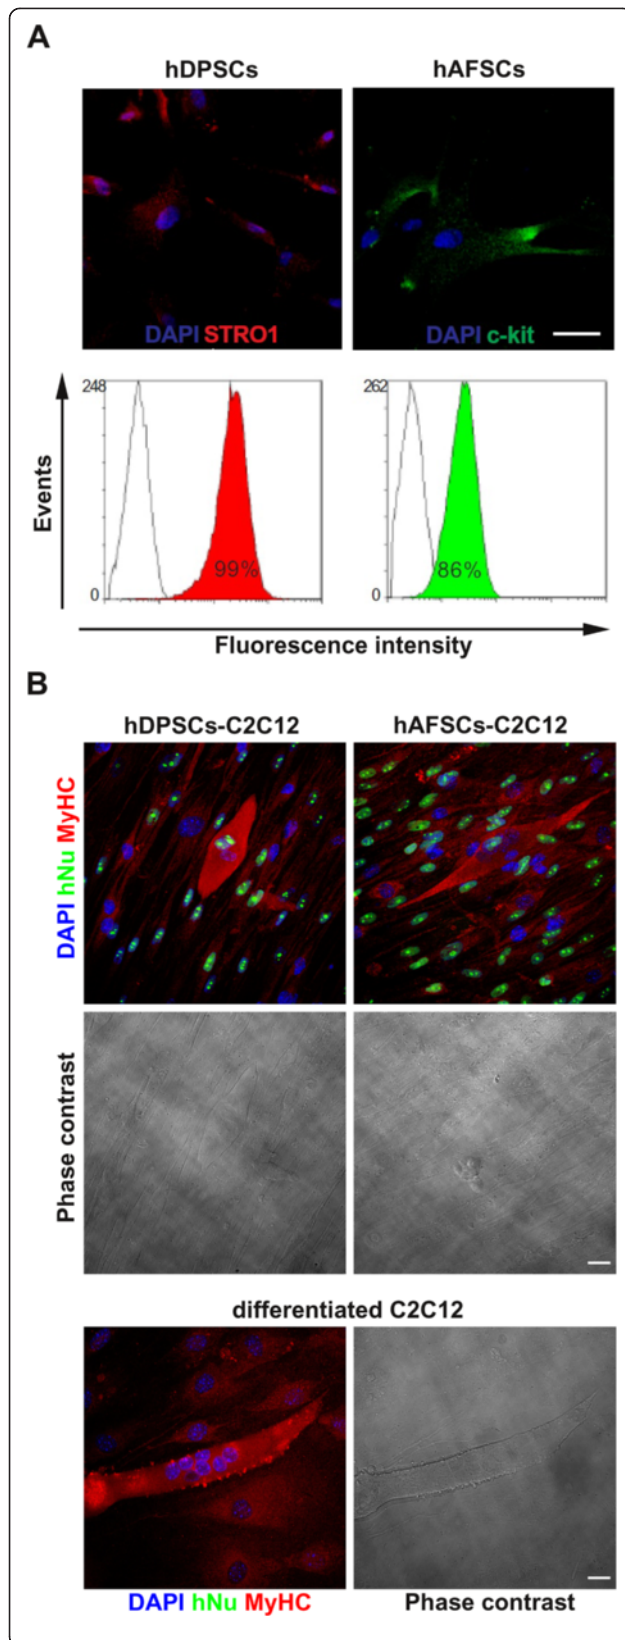 A
hDPSCs
hAFSCs
DAPI STRO1
DAPI c-kit
Events
248
99%
0
262
86%
0
Fluorescence intensity
B
hDPSCs-C2C12
hAFSCs-C2C12
DAPI hNu MyHC
Phase contrast
differentiated C2C12
DAPI hNu MyHC
Phase contrast